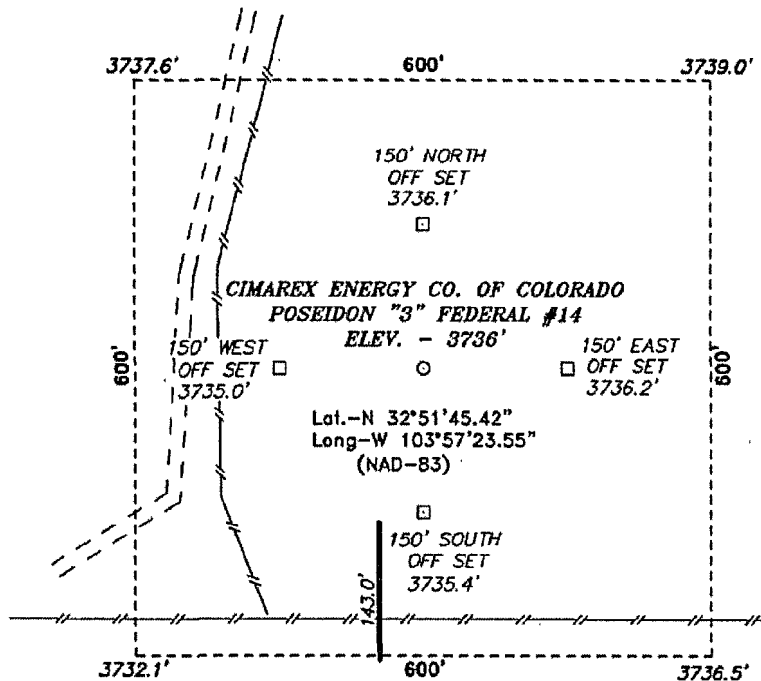 3737.6'
600'
3739.0'
150' NORTH
OFF SET
3736.1'
CIMAREX ENERGY CO. OF COLORADO
POSEIDON "3" FEDERAL #14
ELEV. - 3736'
600'
150' WEST
OFF SET
3735.0'
150' EAST
OFF SET
3736.2'
600'
Lat.-N 32°51'45.42"
Long-W 103°57'23.55"
(NAD-83)
150' SOUTH
OFF SET
3735.4'
143.0'
3732.1'
600'
3736.5'